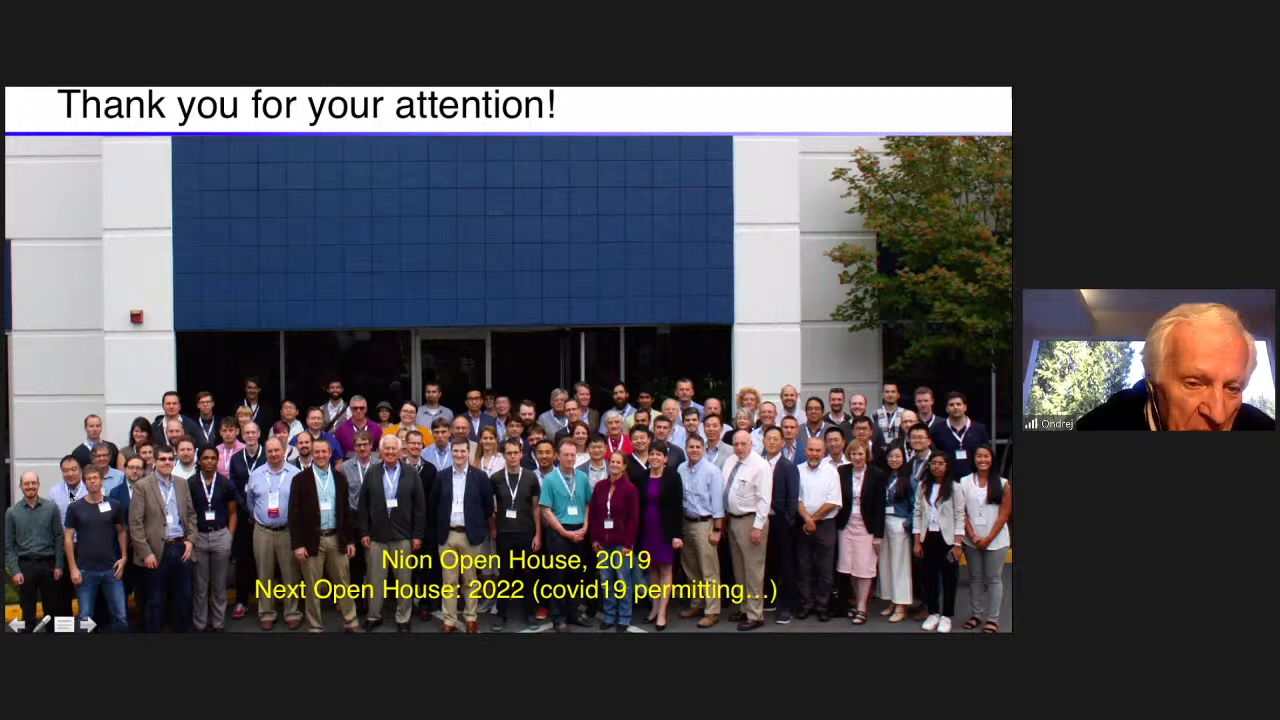 Thank you for your attention!
Nion Open House, 2019
Next Open House: 2022 (covid19 permitting...)
Ondrej